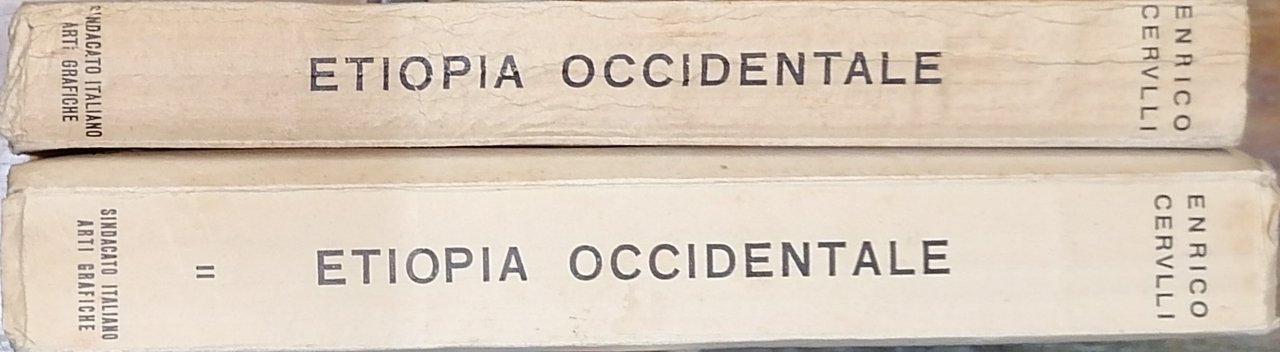 ENRICO
CERVLLI
ETIOPIA OCCIDENTALE
SINDACATO ITALIANO
ARTI GRAFICHE
ENRICO
CERVLLI
ETIOPIA OCCIDENTALE
II
SINDACATO ITALIANO
ARTI GRAFICHE